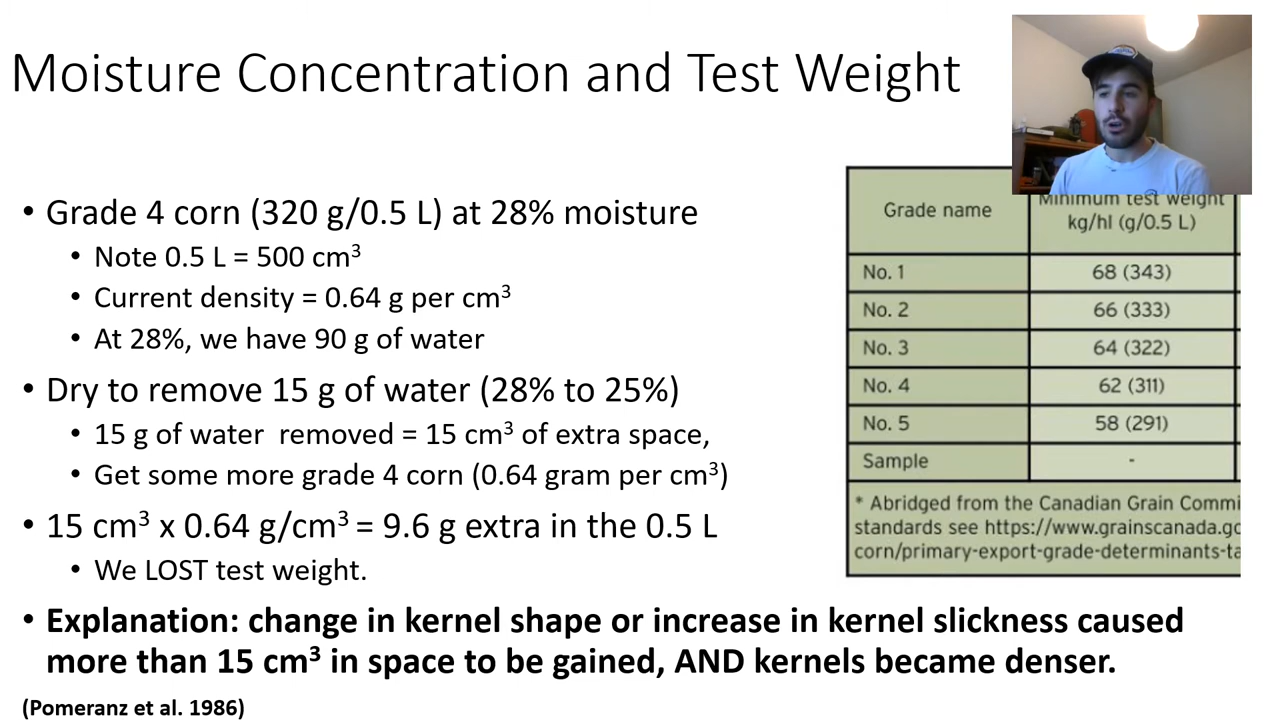 Moisture Concentration and Test Weight
• Grade 4 corn (320 g/0.5 L) at 28% moisture
• Note 0.5 L = 500 cm³
• Current density = 0.64 g per cm³
• At 28%, we have 90 g of water
• Dry to remove 15 g of water (28% to 25%)
• 15 g of water removed = 15 cm³ of extra space,
• Get some more grade 4 corn (0.64 gram per cm³)
• 15 cm³ x 0.64 g/cm³ = 9.6 g extra in the 0.5 L
• We LOST test weight.
• Explanation: change in kernel shape or increase in kernel slickness caused
more than 15 cm³ in space to be gained, AND kernels became denser.
(Pomeranz et al. 1986)
Grade name
Minimum test weight
kg/hl (g/0.5 L)
No. 1 68 (343)
No. 2 66 (333)
No. 3 64 (322)
No. 4 62 (311)
No. 5 58 (291)
Sample -
* Abridged from the Canadian Grain Commi
standards see https://www.grainscanada.gc
corn/primary-export-grade-determinants-ta